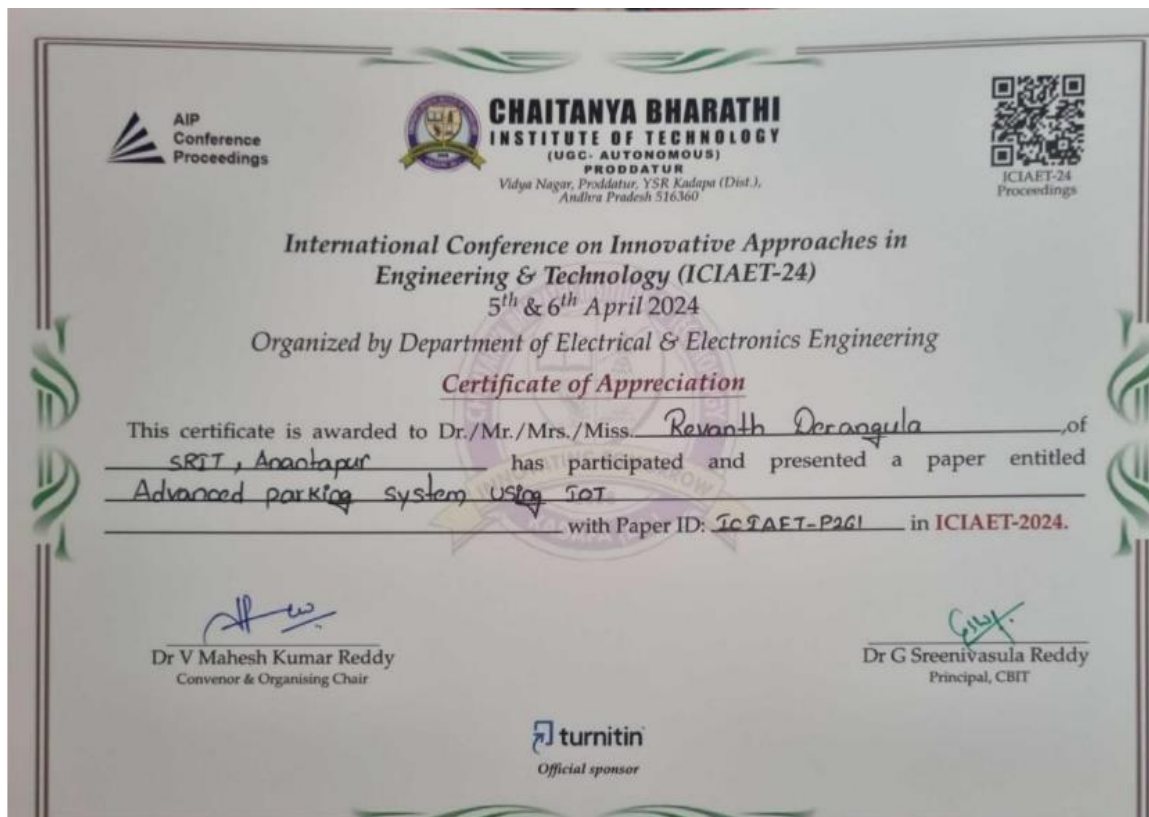 AIP
Conference
Proceedings
CHAITANYA BHARATHI
INSTITUTE OF TECHNOLOGY
(UGC- AUTONOMOUS)
PRODDATUR
Vidya Nagar, Proddatur, YSR Kadapa (Dist.),
Andhra Pradesh 516360
ICIAET-24
Proceedings
International Conference on Innovative Approaches in
Engineering & Technology (ICIAET-24)
5th & 6th April 2024
Organized by Department of Electrical & Electronics Engineering
Certificate of Appreciation
This certificate is awarded to Dr./Mr./Mrs./Miss. Revanth Derangula ,of
SRIT, Anantapur has participated and presented a paper entitled
Advanced parking system using IOT
with Paper ID: ICIAET-P261 in ICIAET-2024.
Dr V Mahesh Kumar Reddy
Convenor & Organising Chair
Dr G Sreenivasula Reddy
Principal, CBIT
turnitin
Official sponsor